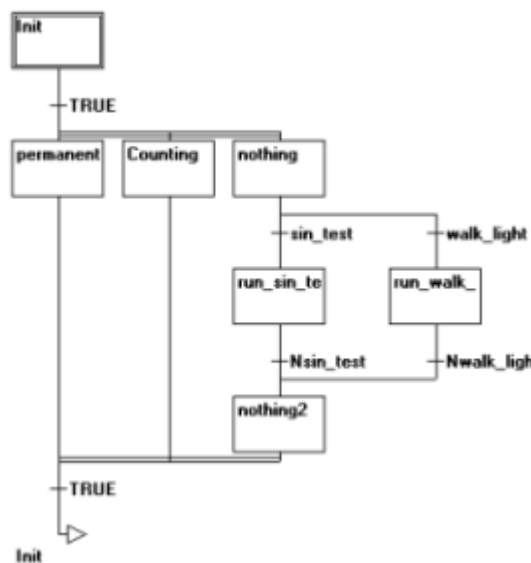 Init
TRUE
permanent Counting nothing
sin_test walk_light
run_sin_te run_walk_
Nsin_test Nwalk_ligh
nothing2
TRUE
Init